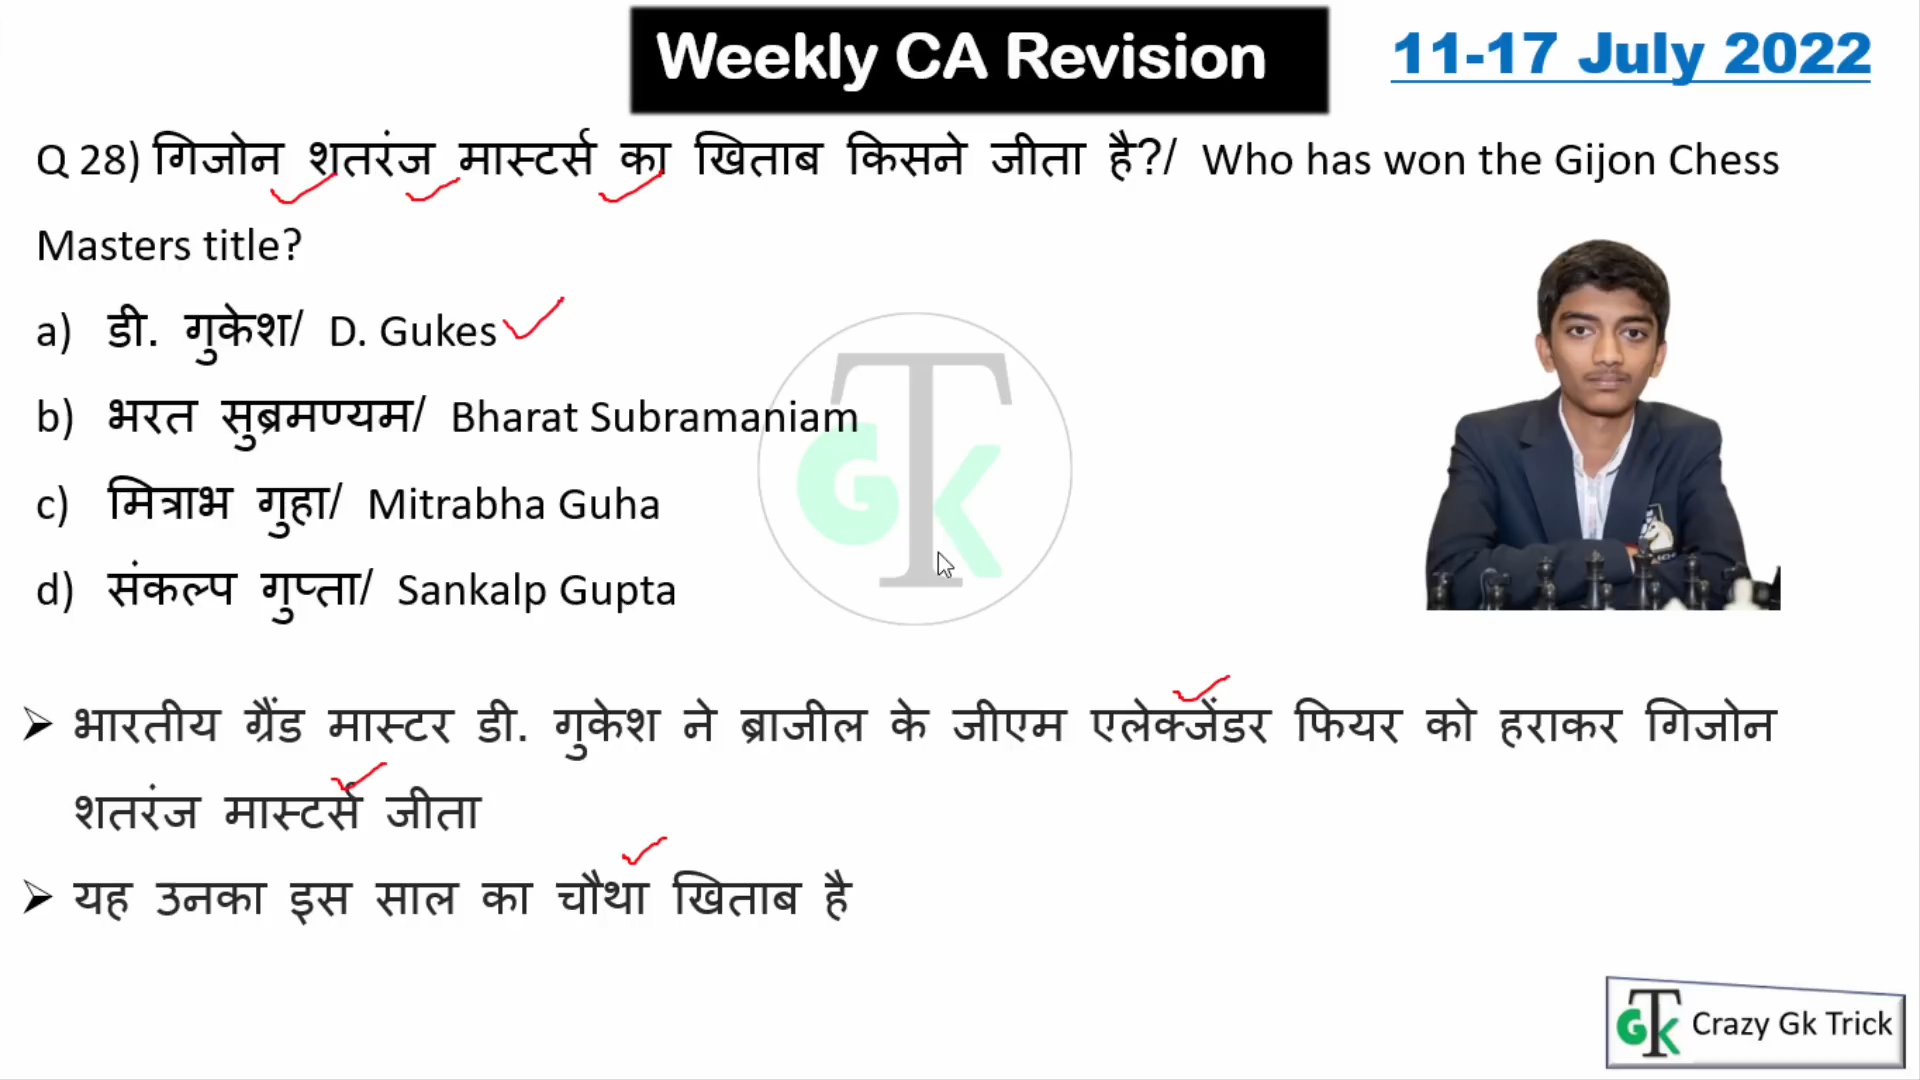 Weekly CA Revision
11-17 July 2022
Q 28) गिजोन शतरंज मास्टर्स का खिताब किसने जीता है?/ Who has won the Gijon Chess
Masters title?
a) डी. गुकेश/ D. Gukes
b) भरत सुब्रमण्यम/ Bharat Subramaniam
c) मित्राभ गुहा/ Mitrabha Guha
d) संकल्प गुप्ता/ Sankalp Gupta
GTK
➢ भारतीय ग्रैंड मास्टर डी. गुकेश ने ब्राजील के जीएम एलेक्जेंडर फियर को हराकर गिजोन
शतरंज मास्टर्स जीता
➢ यह उनका इस साल का चौथा खिताब है
GTK Crazy Gk Trick